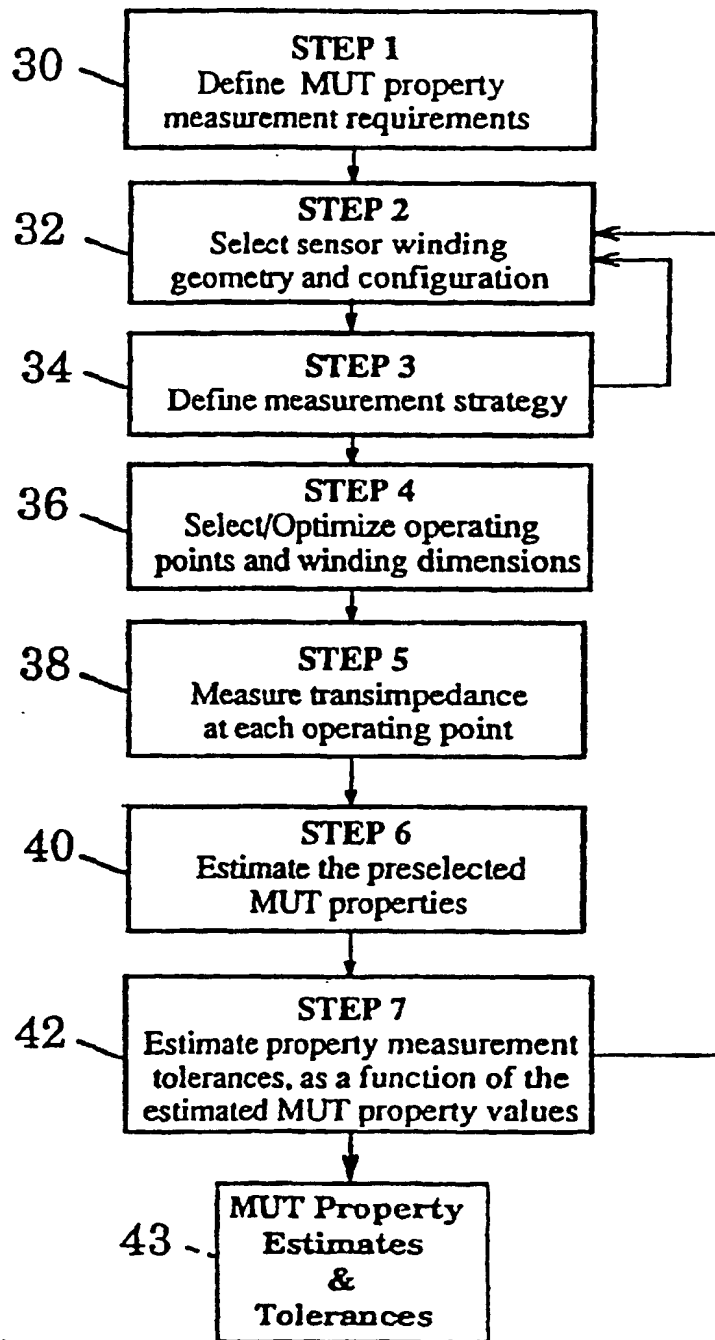 30
STEP 1
Define MUT property
measurement requirements
32
STEP 2
Select sensor winding
geometry and configuration
34
STEP 3
Define measurement strategy
36
STEP 4
Select/Optimize operating
points and winding dimensions
38
STEP 5
Measure transimpedance
at each operating point
40
STEP 6
Estimate the preselected
MUT properties
42
STEP 7
Estimate property measurement
tolerances, as a function of the
estimated MUT property values
43
MUT Property
Estimates
&
Tolerances